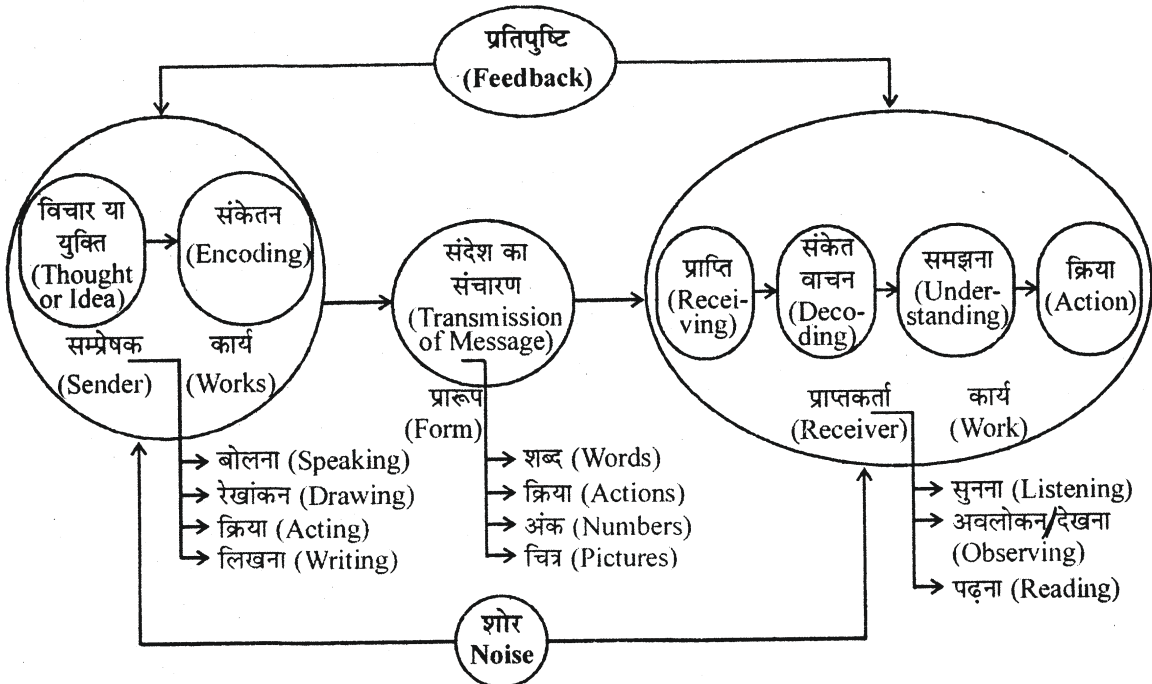 प्रतिपुष्टि
(Feedback)
विचार या
युक्ति
(Thought
or Idea)
संकेतन
(Encoding)
सम्प्रेषक
(Sender)
कार्य
(Works)
बोलना (Speaking)
रेखांकन (Drawing)
क्रिया (Acting)
लिखना (Writing)
संदेश का
संचारण
(Transmission
of Message)
प्रारूप
(Form)
शब्द (Words)
क्रिया (Actions)
अंक (Numbers)
चित्र (Pictures)
प्राप्ति
(Recei-
ving)
संकेत
वाचन
(Deco-
ding)
समझना
(Under-
standing)
क्रिया
(Action)
प्राप्तकर्ता
(Receiver)
कार्य
(Work)
सुनना (Listening)
अवलोकन/देखना
(Observing)
पढ़ना (Reading)
शोर
Noise